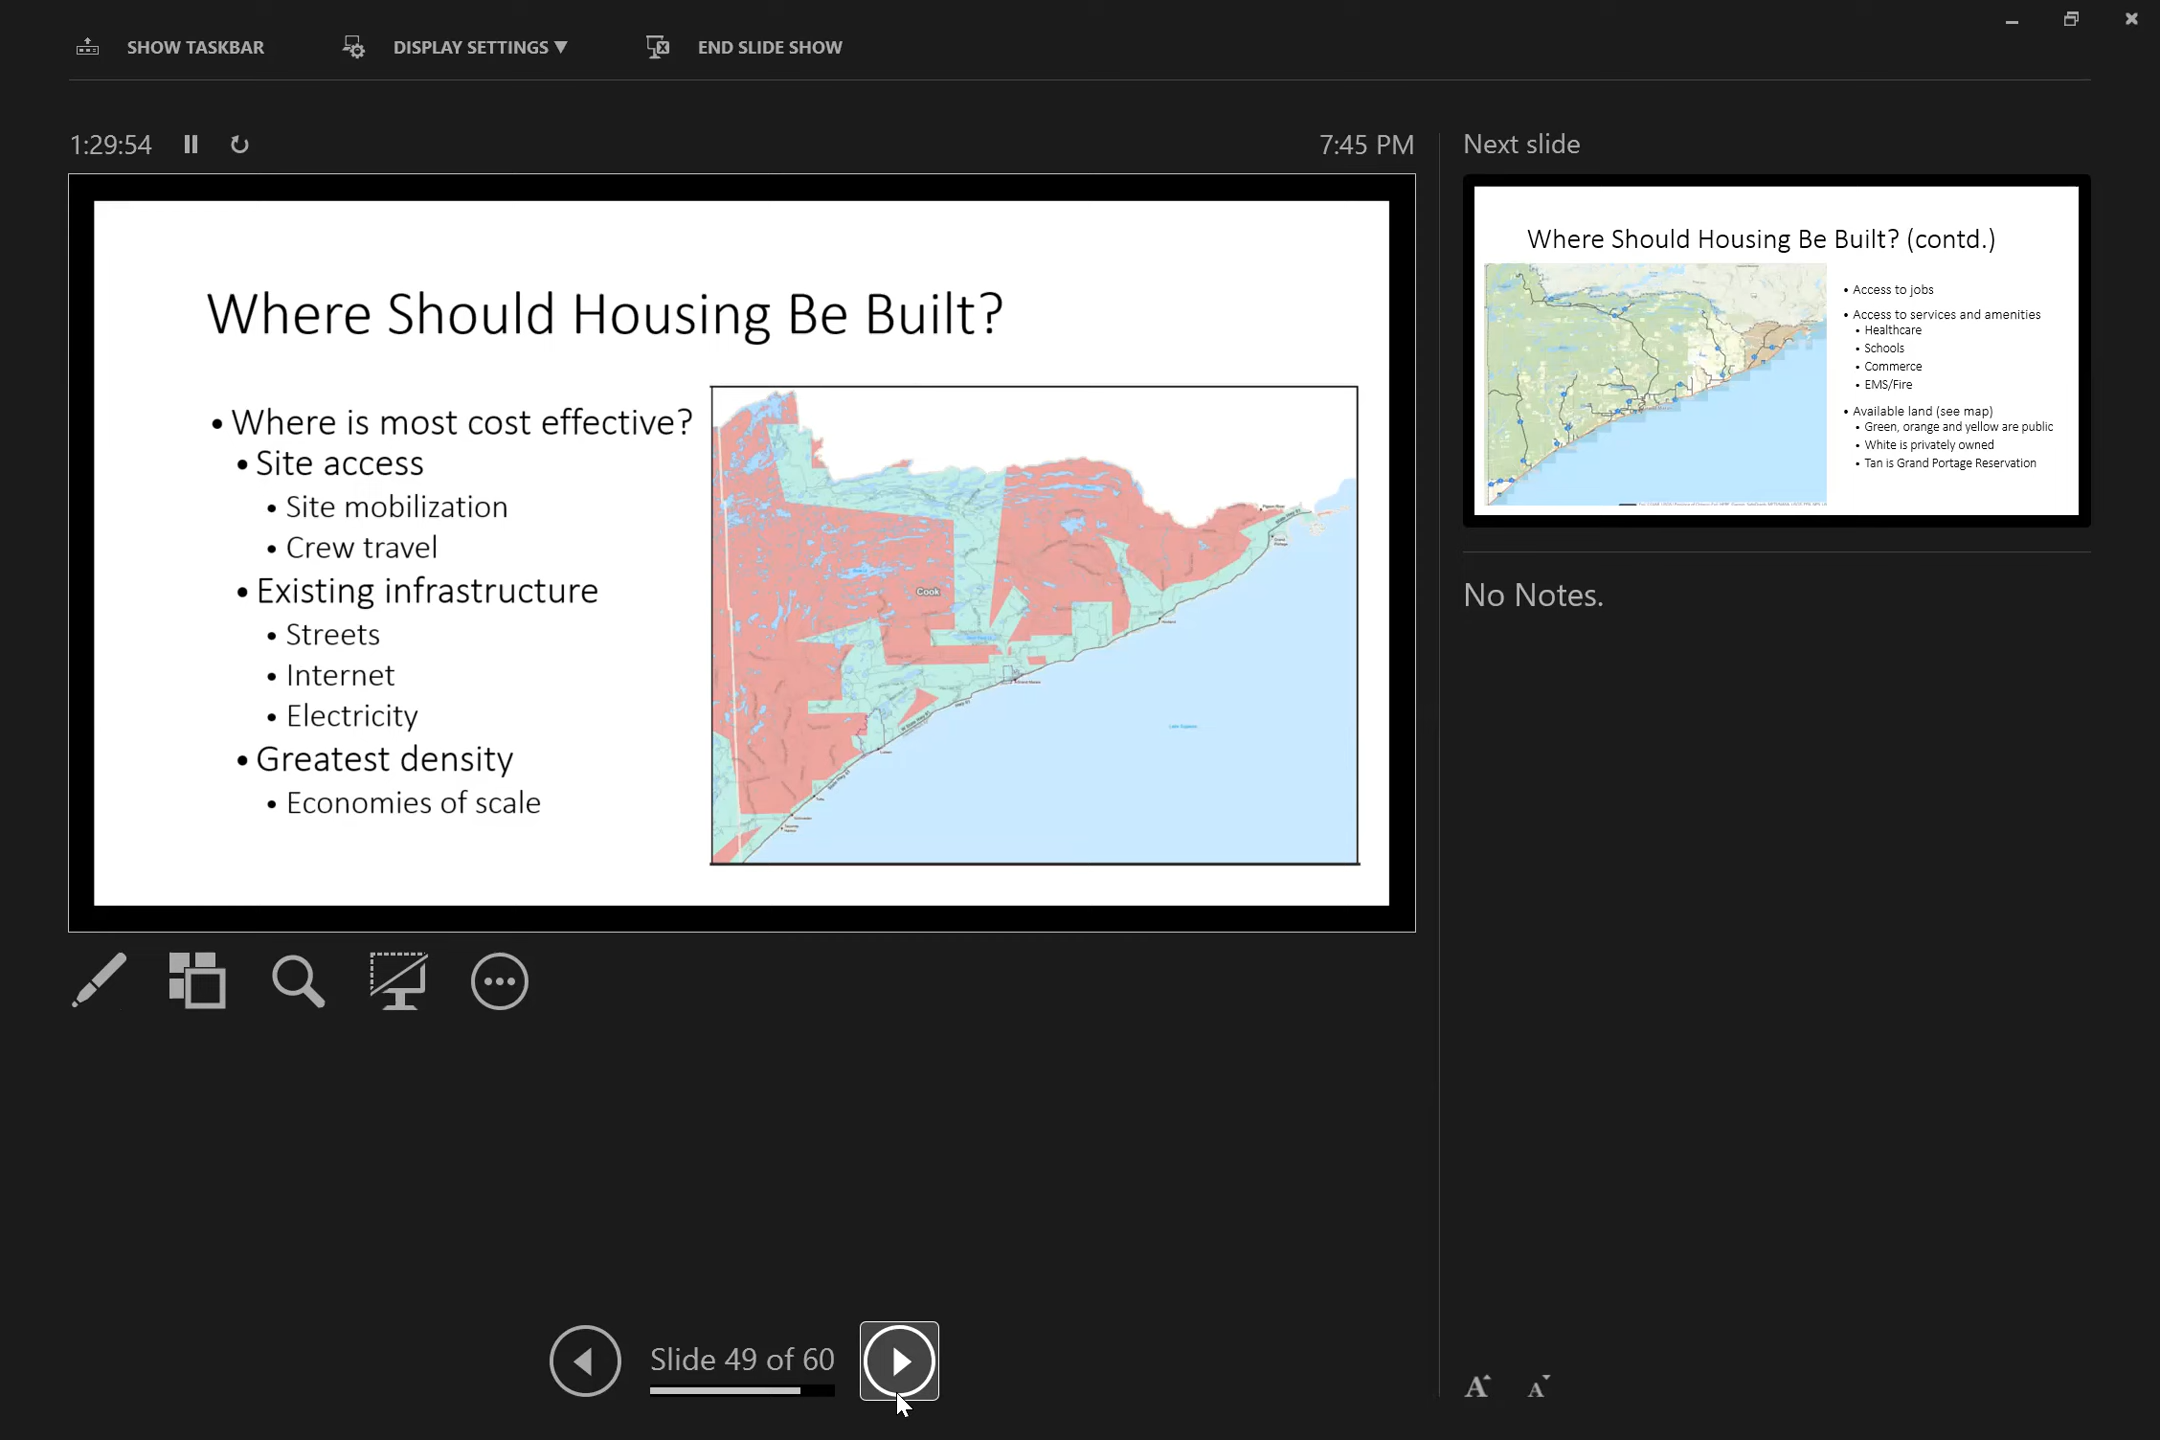 SHOW TASKBAR
DISPLAY SETTINGS ▼
END SLIDE SHOW
1:29:54
7:45 PM
Where Should Housing Be Built?
• Where is most cost effective?
• Site access
• Site mobilization
• Crew travel
• Existing infrastructure
• Streets
• Internet
• Electricity
• Greatest density
• Economies of scale
Cook
Lake Superior
Slide 49 of 60
Next slide
Where Should Housing Be Built? (contd.)
• Access to jobs
• Access to services and amenities
• Healthcare
• Schools
• Commerce
• EMS/Fire
• Available land (see map)
• Green, orange and yellow are public
• White is privately owned
• Tan is Grand Portage Reservation
No Notes.
A
A